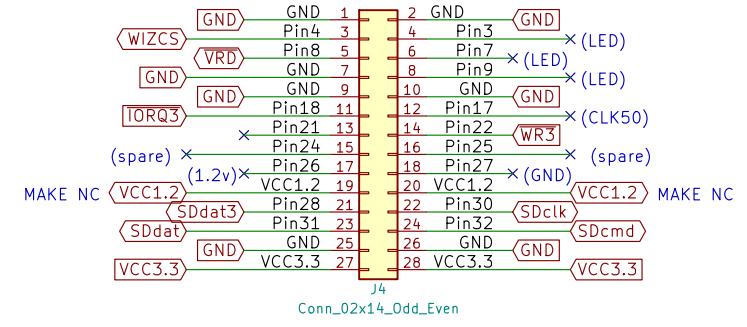 GND GND 1 2 GND GND
WIZCS Pin4 3 4 Pin3 (LED)
VRD Pin8 5 6 Pin7 (LED)
GND GND 7 8 Pin9 (LED)
GND GND 9 10 GND GND
IORQ3 Pin18 11 12 Pin17 (CLK50)
Pin21 13 14 Pin22 WR3
(spare) Pin24 15 16 Pin25 (spare)
(1.2v) Pin26 17 18 Pin27 (GND)
MAKE NC VCC1.2 VCC1.2 19 20 VCC1.2 VCC1.2 MAKE NC
SDdat3 Pin28 21 22 Pin30 SDclk
SDdat Pin31 23 24 Pin32 SDcmd
GND GND 25 26 GND GND
VCC3.3 VCC3.3 27 28 VCC3.3 VCC3.3
J4
Conn_02x14_Odd_Even